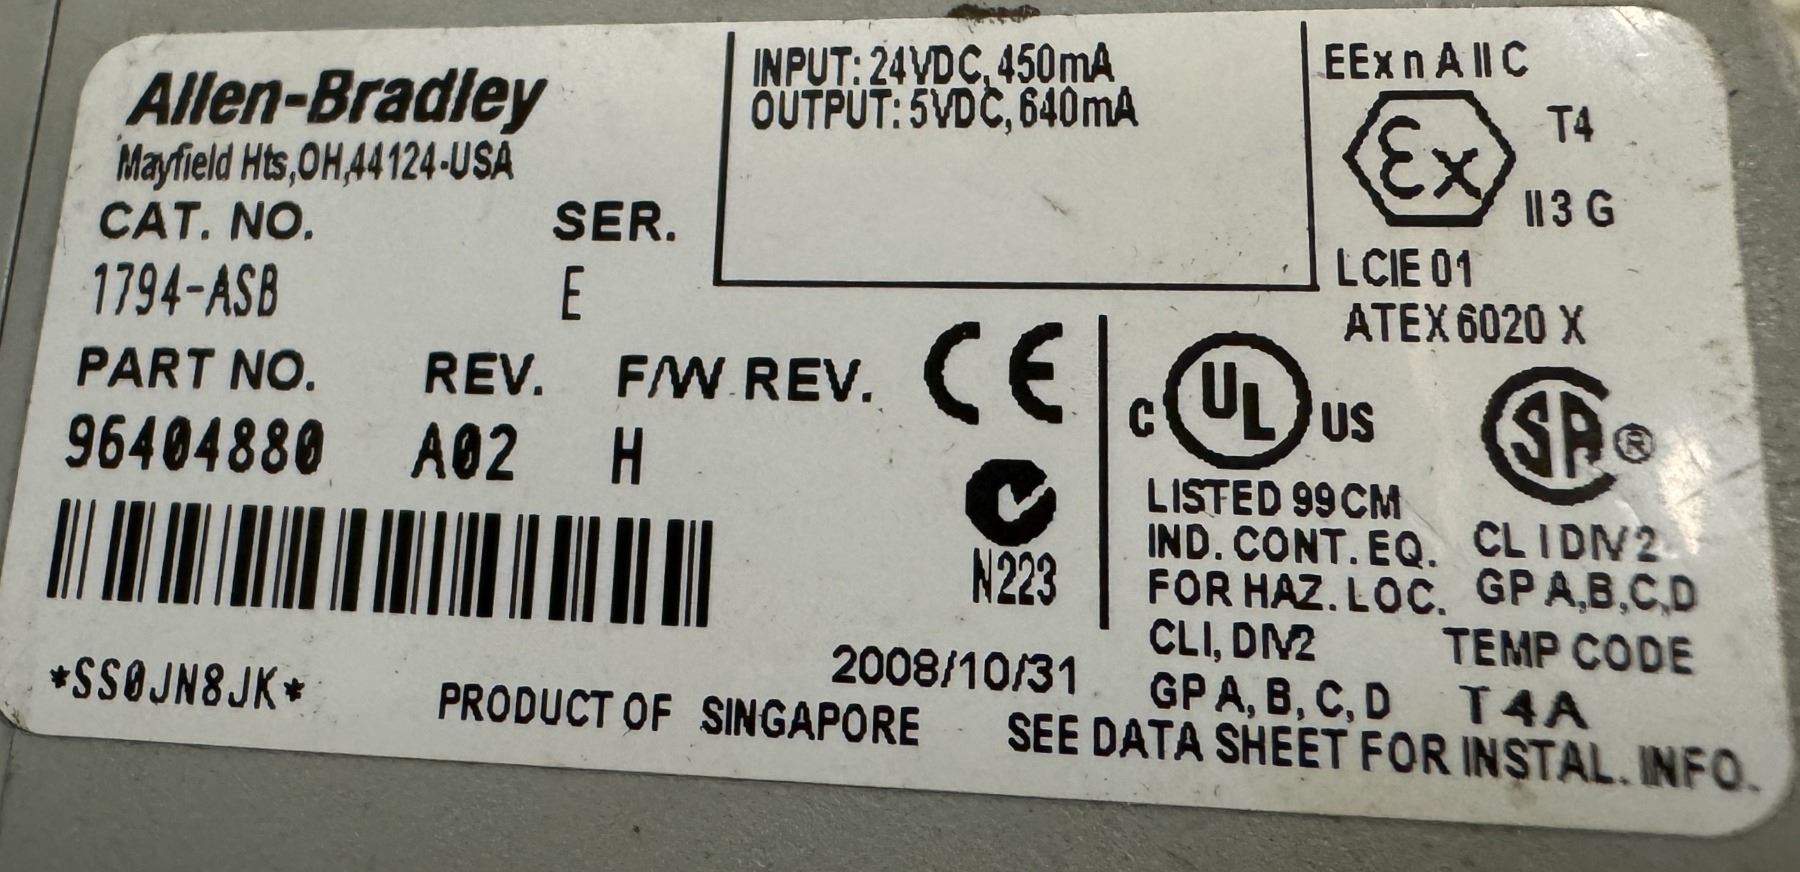 Allen-Bradley
Mayfield Hts,OH,44124-USA
CAT. NO. SER.
1794-ASB E
PART NO. REV. F/W REV.
96404880 A02 H
*SS0JN8JK*
PRODUCT OF SINGAPORE
2008/10/31
INPUT: 24VDC, 450mA
OUTPUT: 5VDC, 640mA
CE
N223
EEx n A II C
Ex
T4
II 3 G
LCIE 01
ATEX 6020 X
C UL US
LISTED 99CM
IND. CONT. EQ.
FOR HAZ. LOC.
CL I, DIV2
GP A, B, C, D
SA®
CL I DIV 2
GP A,B,C,D
TEMP CODE
T4A
SEE DATA SHEET FOR INSTAL. INFO.